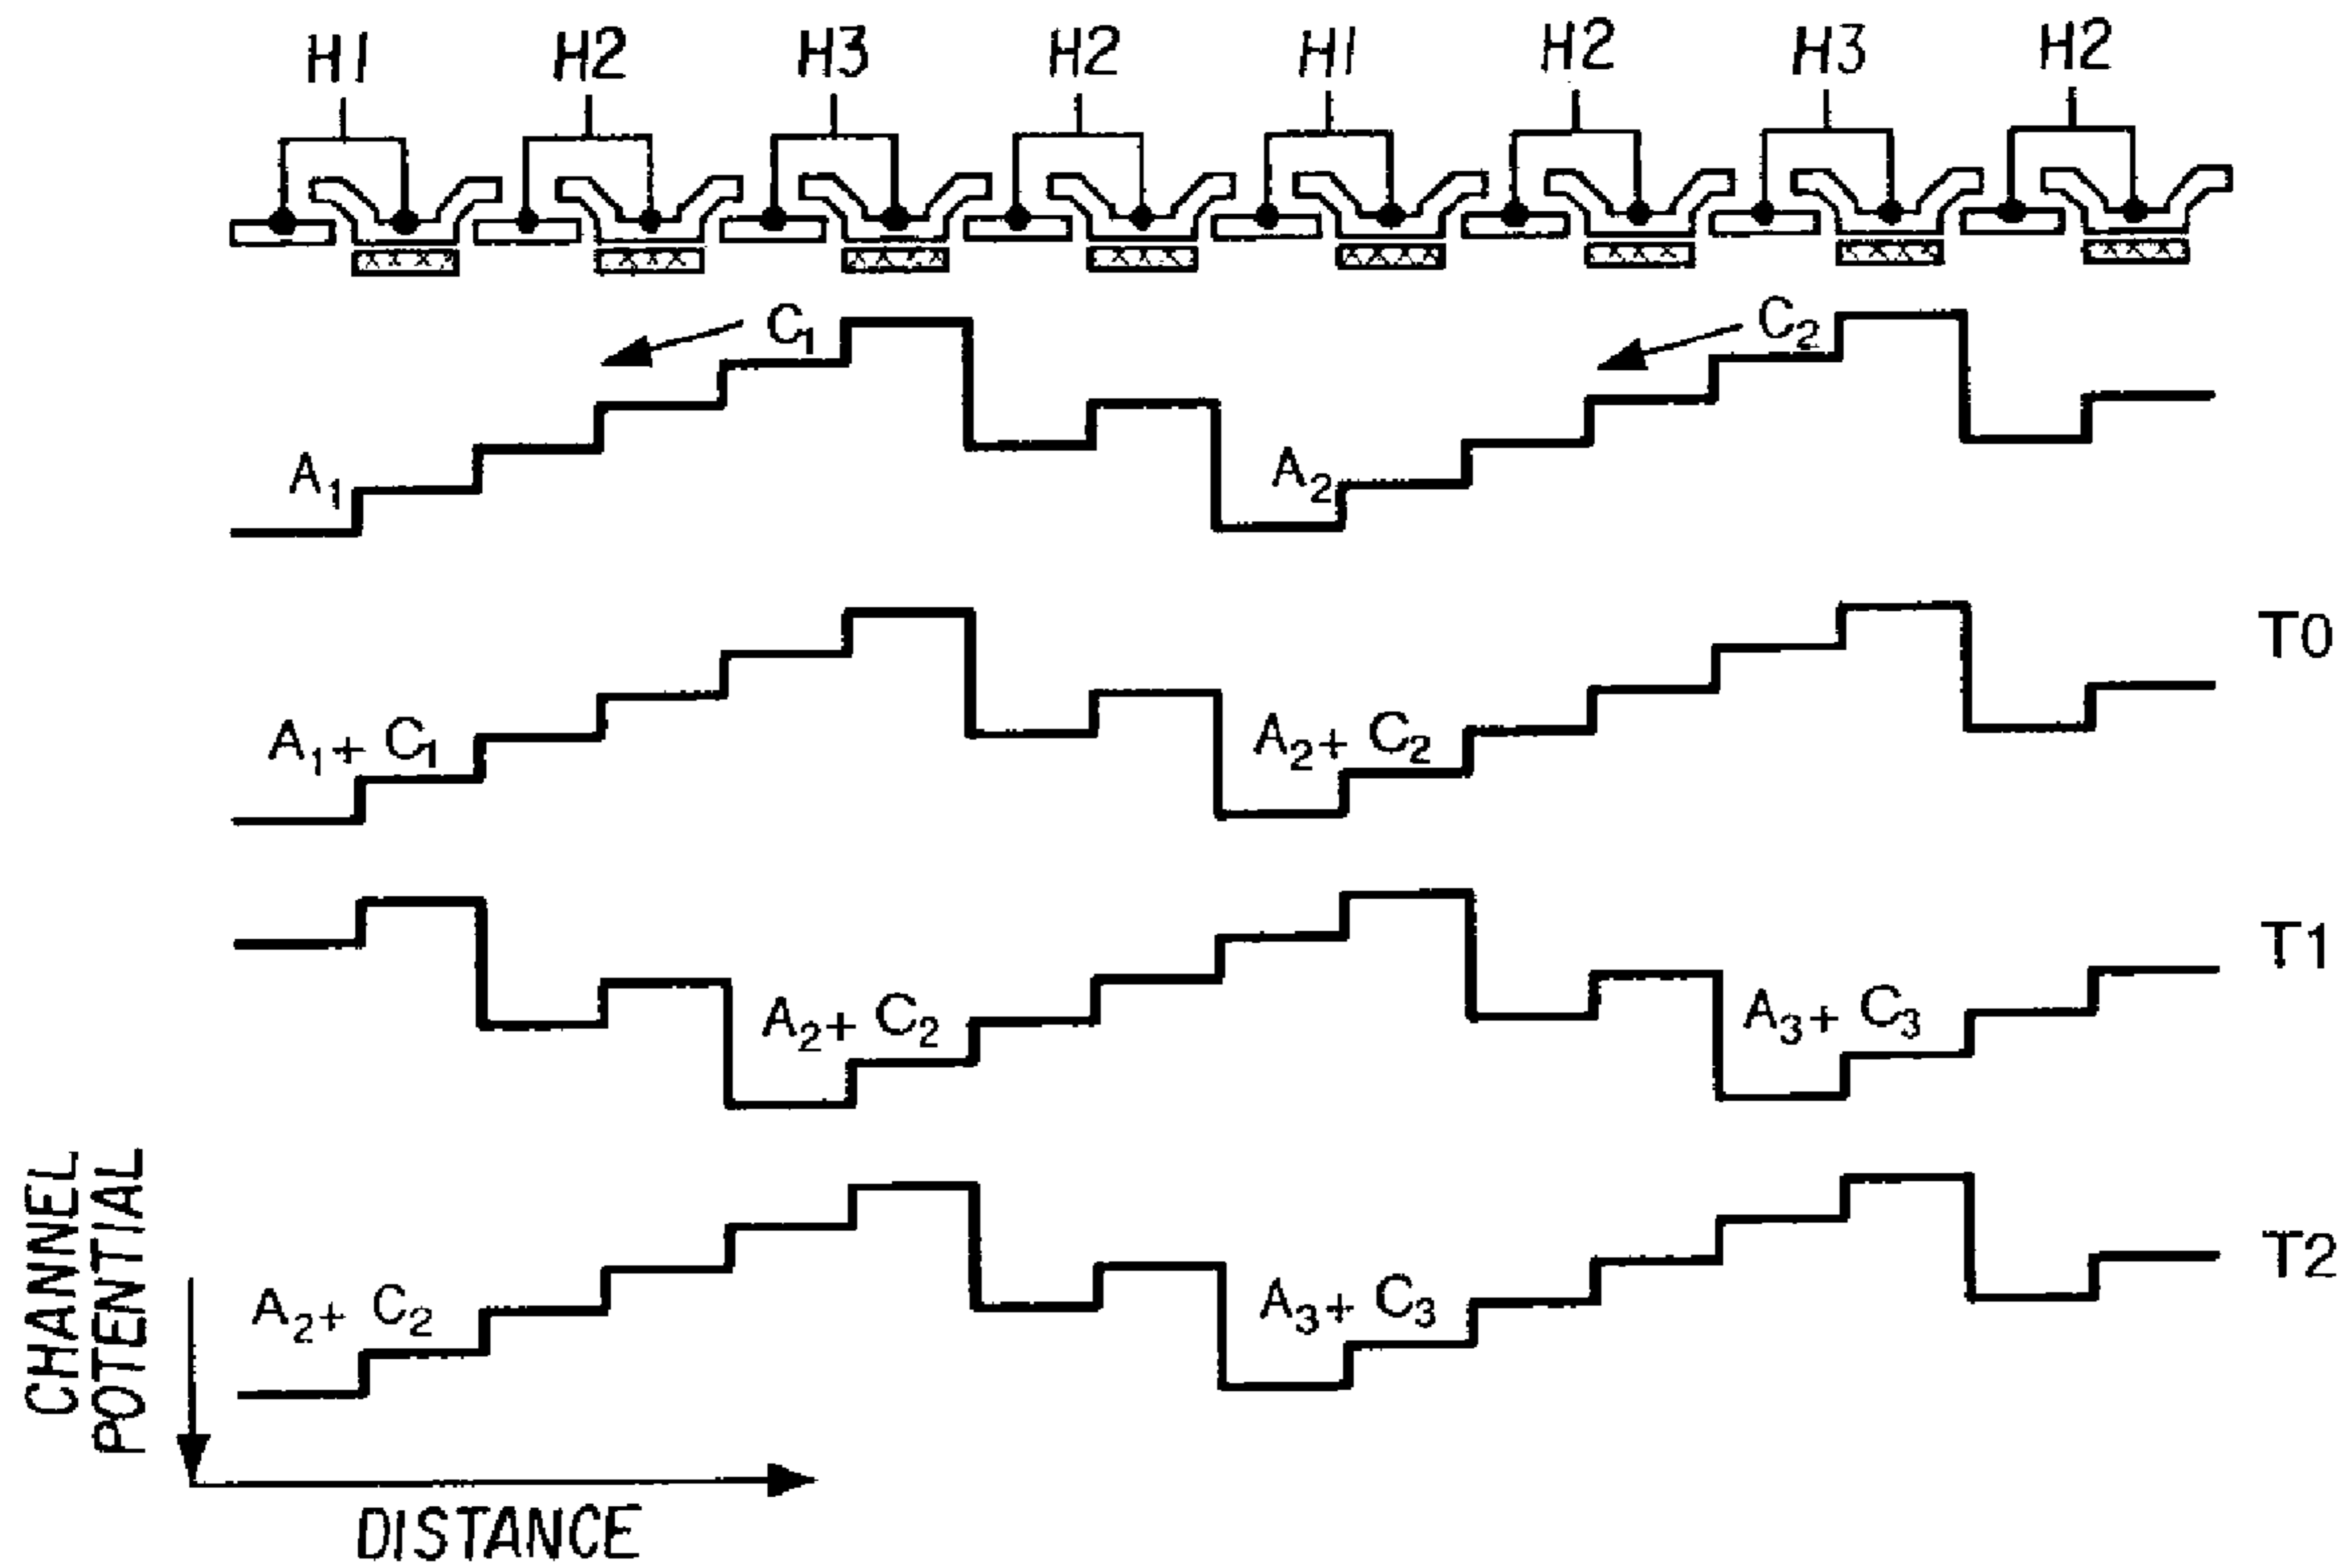 H1 H2 H3 H2 H1 H2 H3 H2
C₁ C₂
A₁ A₂
T0
A₁+ C₁ A₂+ C₂
T1
A₂+ C₂ A₃+ C₃
T2
A₂+ C₂ A₃+ C₃
CHANNEL
POTENTIAL
DISTANCE